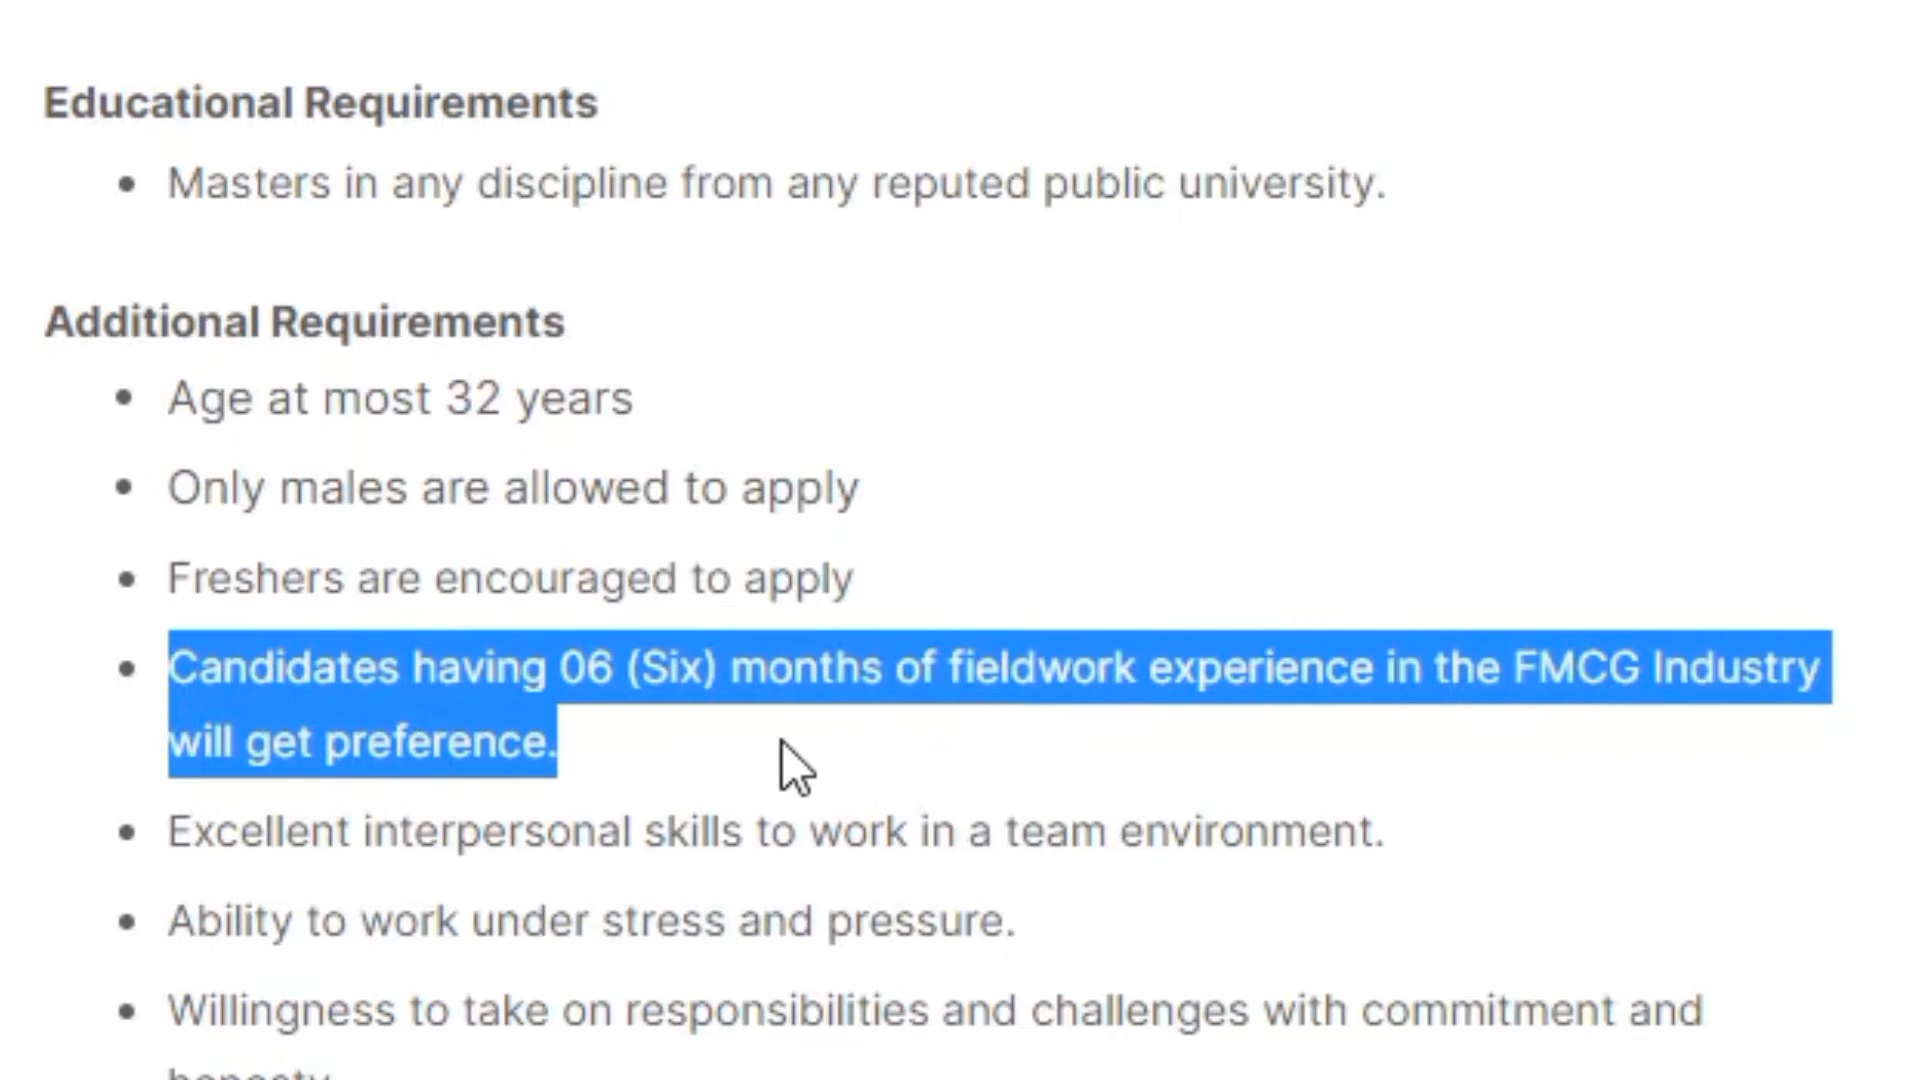 Educational Requirements
Masters in any discipline from any reputed public university.
Additional Requirements
Age at most 32 years
Only males are allowed to apply
Freshers are encouraged to apply
Candidates having 06 (Six) months of fieldwork experience in the FMCG Industry
will get preference.
Excellent interpersonal skills to work in a team environment.
Ability to work under stress and pressure.
Willingness to take on responsibilities and challenges with commitment and
honesty.